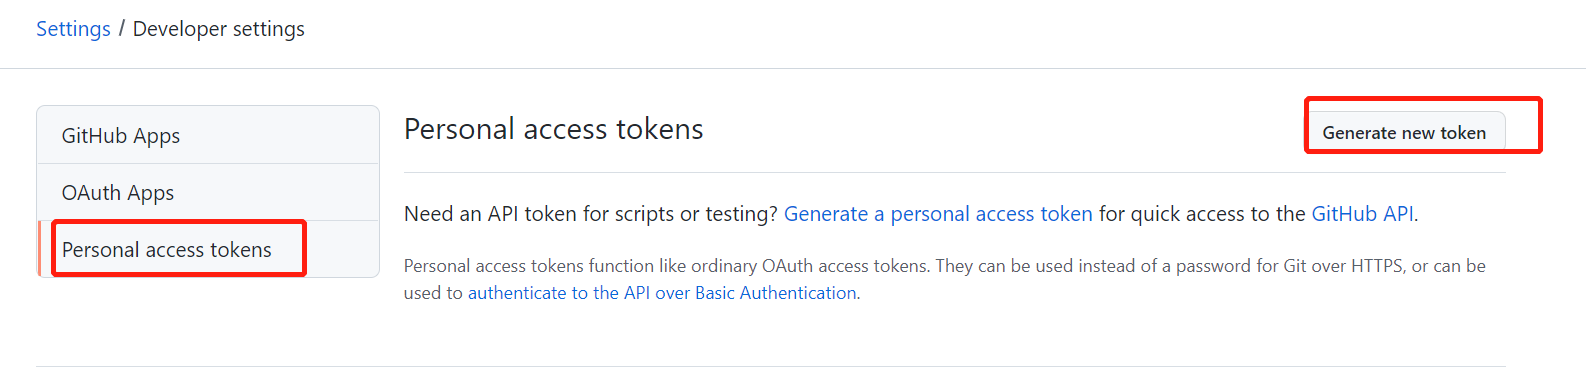 Settings / Developer settings
GitHub Apps
OAuth Apps
Personal access tokens
Personal access tokens
Generate new token
Need an API token for scripts or testing? Generate a personal access token for quick access to the GitHub API.
Personal access tokens function like ordinary OAuth access tokens. They can be used instead of a password for Git over HTTPS, or can be
used to authenticate to the API over Basic Authentication.